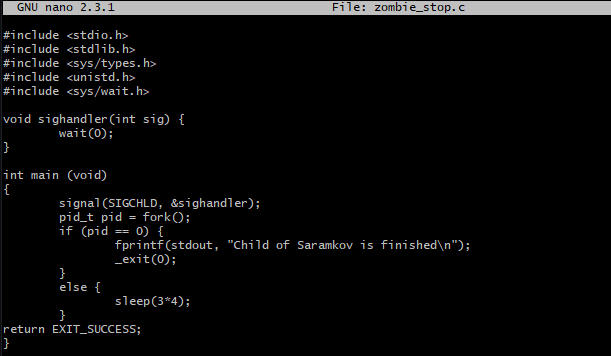 GNU nano 2.3.1 File: zombie_stop.c
#include <stdio.h>
#include <stdlib.h>
#include <sys/types.h>
#include <unistd.h>
#include <sys/wait.h>
void sighandler(int sig) {
wait(0);
}
int main (void)
{
signal(SIGCHLD, &sighandler);
pid_t pid = fork();
if (pid == 0) {
fprintf(stdout, "Child of Saramkov is finished\n");
_exit(0);
}
else {
sleep(3*4);
}
return EXIT_SUCCESS;
}